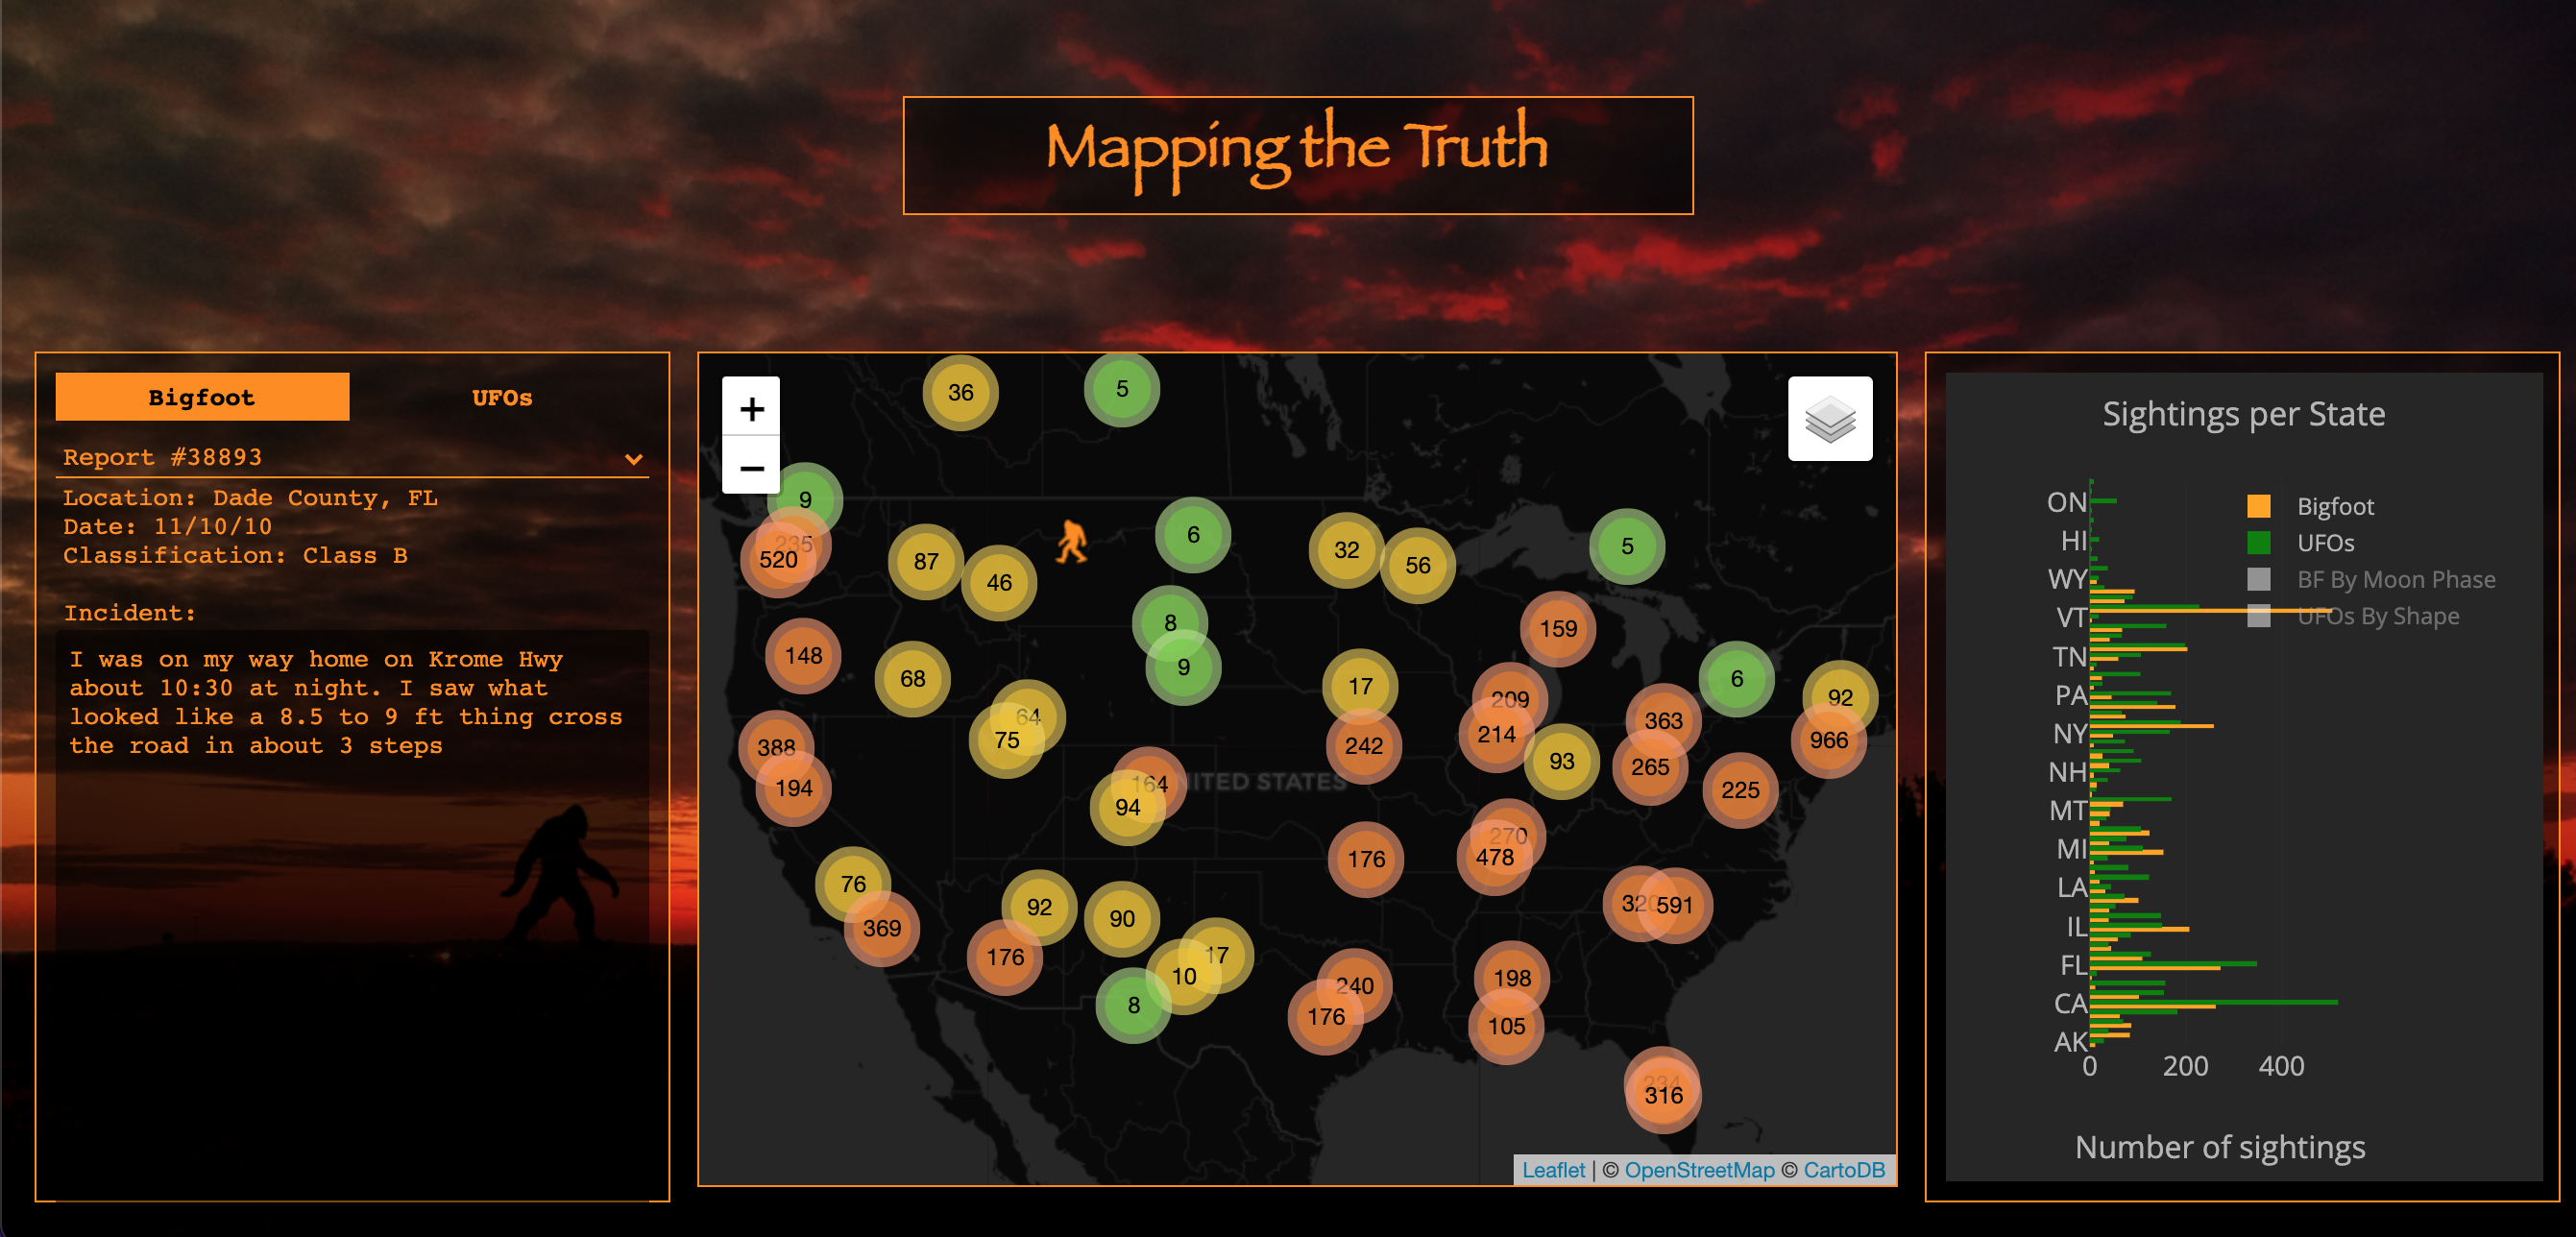 Mapping the Truth
Bigfoot UFOs
Report #38893
Location: Dade County, FL
Date: 11/10/10
Classification: Class B
Incident:
I was on my way home on Krome Hwy
about 10:30 at night. I saw what
looked like a 8.5 to 9 ft thing cross
the road in about 3 steps
+
−
36 5
9
235
520
87
46
6
32
56
5
148
68
8
9
159
17
6
92
64
75
388
194
242
209
214
93
363
265
966
225
164
94
NITED STATES
176
270
478
76
369
92
90
176
17
10
8
591
240
176
198
105
234
316
Leaflet | © OpenStreetMap © CartoDB
Sightings per State
Bigfoot
UFOs
BF By Moon Phase
UFOs By Shape
ON
HI
WY
VT
TN
PA
NY
NH
MT
MI
LA
IL
FL
CA
AK
0 200 400
Number of sightings